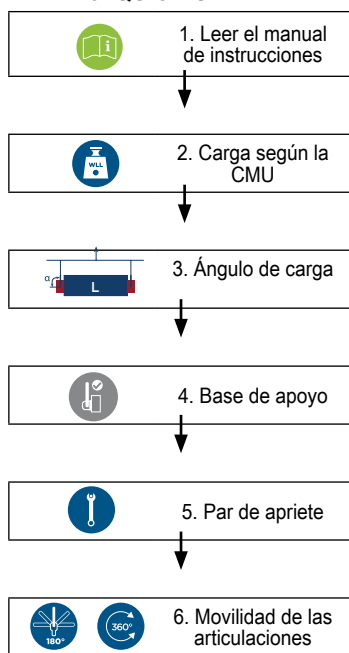 1. Leer el manual
de instrucciones
WLL
2. Carga según la
CMU
α
L
3. Ángulo de carga
4. Base de apoyo
5. Par de apriete
180°
360°
6. Movilidad de las
articulaciones